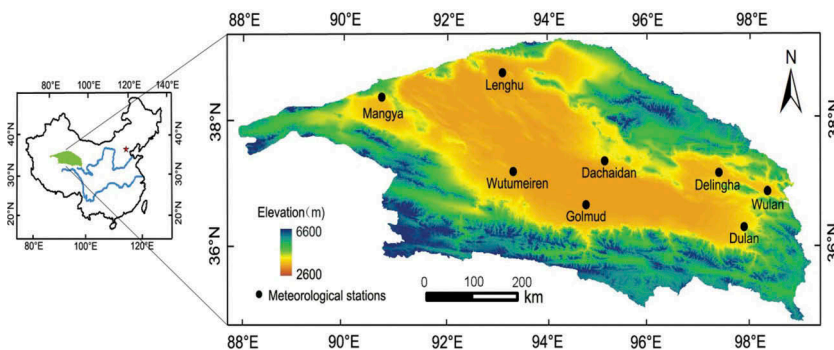 88°E 90°E 92°E 94°E 96°E 98°E
N
80°E 100°E 120°E 140°E
40°N 40°N
30°N 30°N
20°N 20°N
80°E 100°E 120°E
38°N 38°N
36°N 36°N
Lenghu
Mangya
Dachaidan
Wutumeiren
Delingha
Wulan
Golmud
Dulan
Elevation(m)
6600
2600
Meteorological stations
0 100 200
km
88°E 90°E 92°E 94°E 96°E 98°E